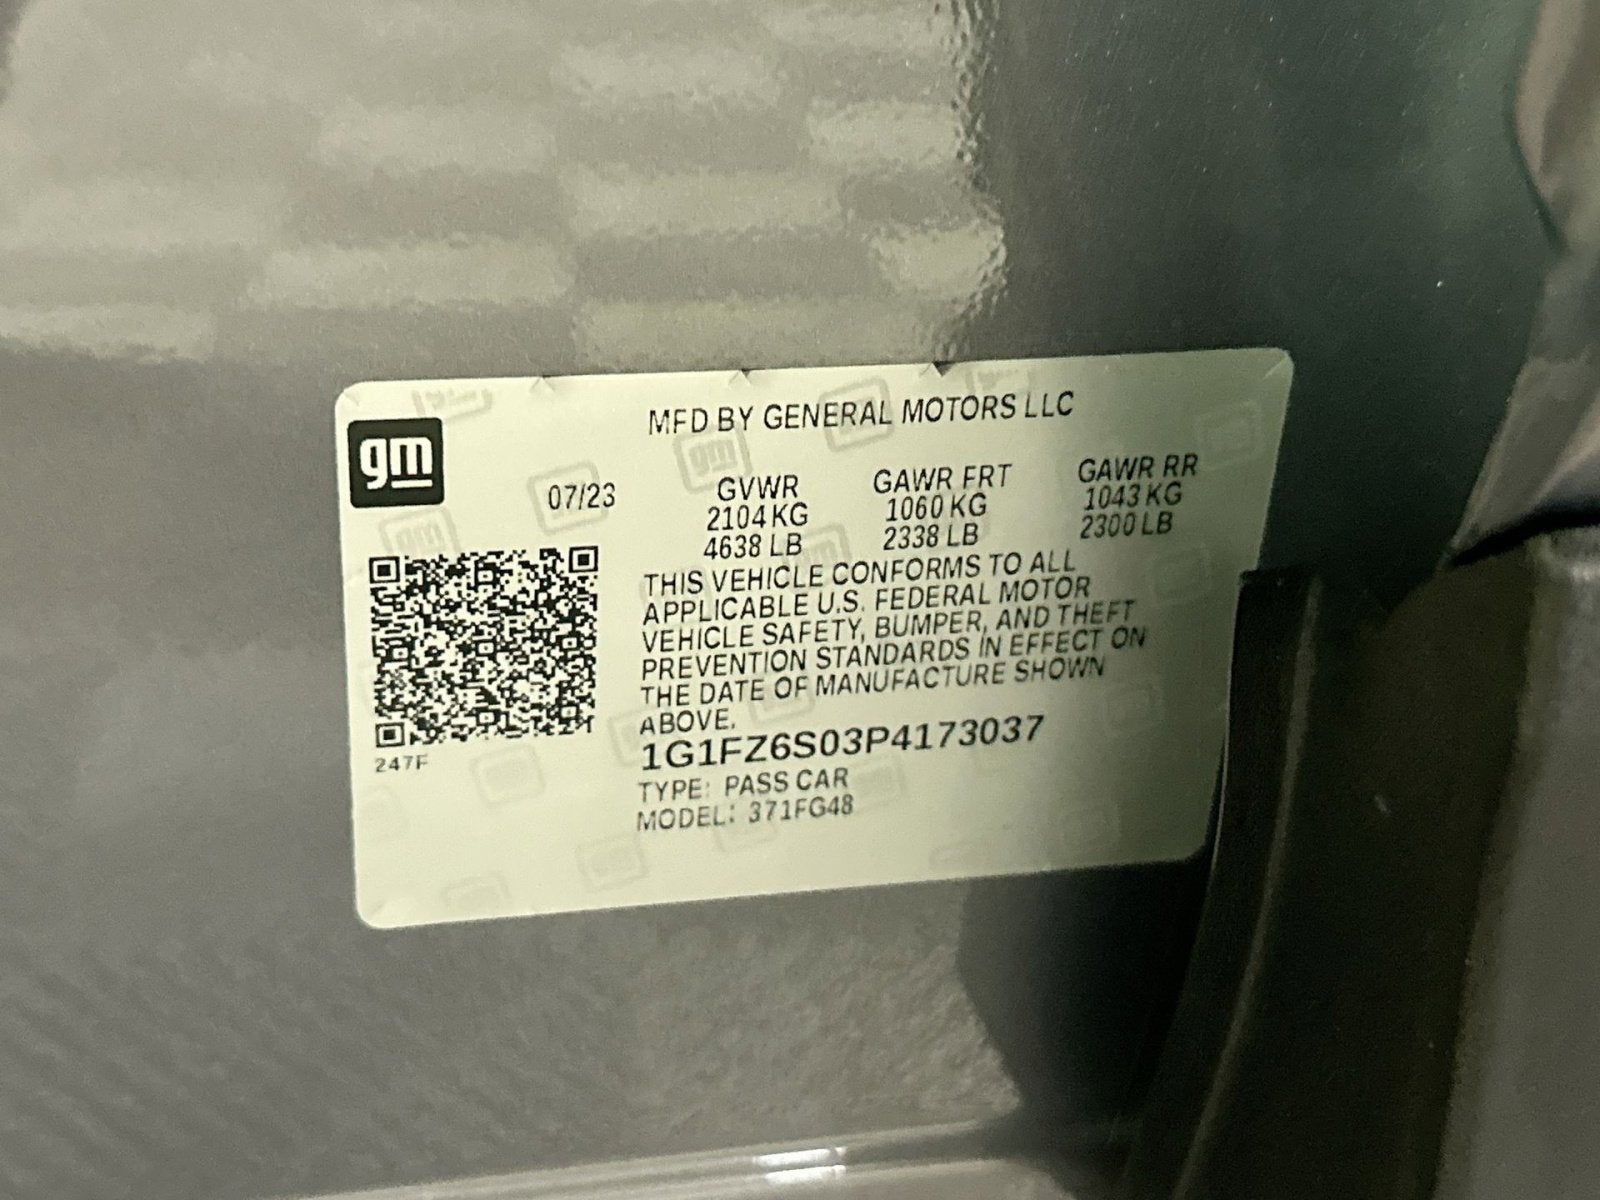 gm
MFD BY GENERAL MOTORS LLC
07/23
GVWR
2104 KG
4638 LB
GAWR FRT
1060 KG
2338 LB
GAWR RR
1043 KG
2300 LB
THIS VEHICLE CONFORMS TO ALL
APPLICABLE U.S. FEDERAL MOTOR
VEHICLE SAFETY, BUMPER, AND THEFT
PREVENTION STANDARDS IN EFFECT ON
THE DATE OF MANUFACTURE SHOWN
ABOVE.
1G1FZ6S03P4173037
TYPE: PASS CAR
MODEL: 371FG48
247F